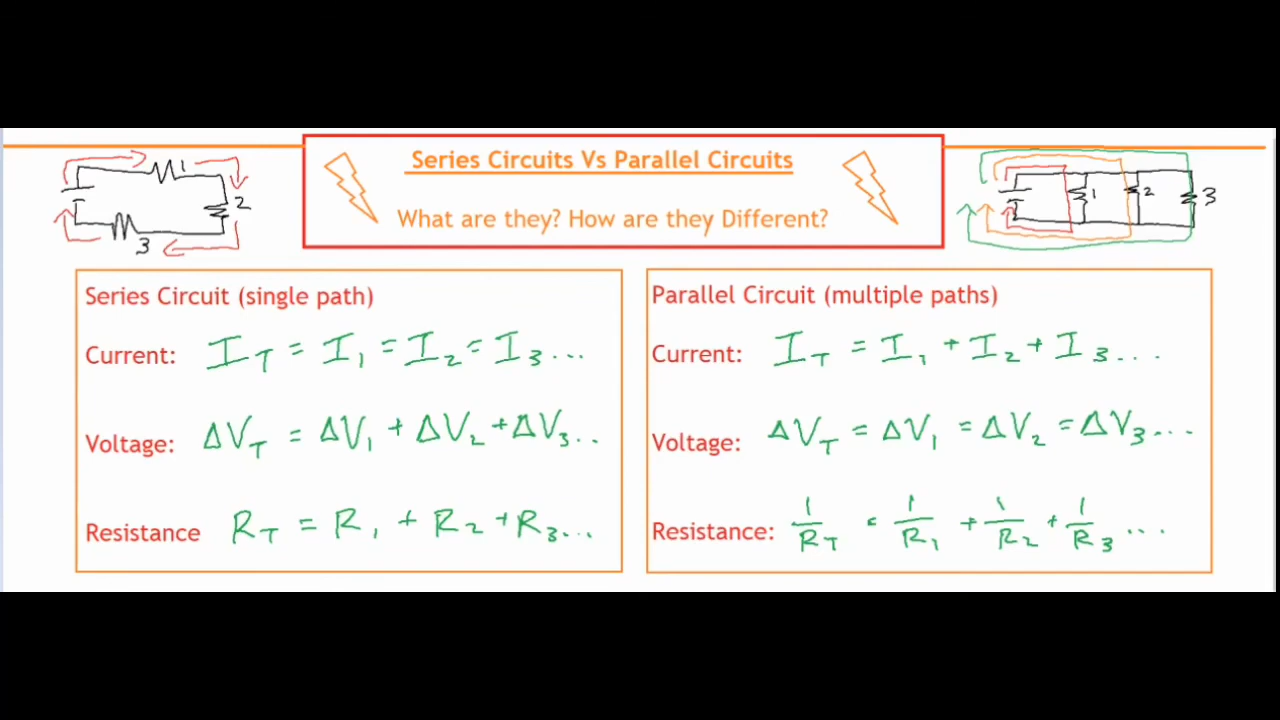 Series Circuits Vs Parallel Circuits
What are they? How are they Different?
1
2
3
1
2
3
Series Circuit (single path)
Current: I_T = I_1 = I_2 = I_3 ...
Voltage: ΔV_T = ΔV_1 + ΔV_2 + ΔV_3 ...
Resistance R_T = R_1 + R_2 + R_3 ...
Parallel Circuit (multiple paths)
Current: I_T = I_1 + I_2 + I_3 ...
Voltage: ΔV_T = ΔV_1 = ΔV_2 = ΔV_3 ...
Resistance: 1/R_T = 1/R_1 + 1/R_2 + 1/R_3 ....